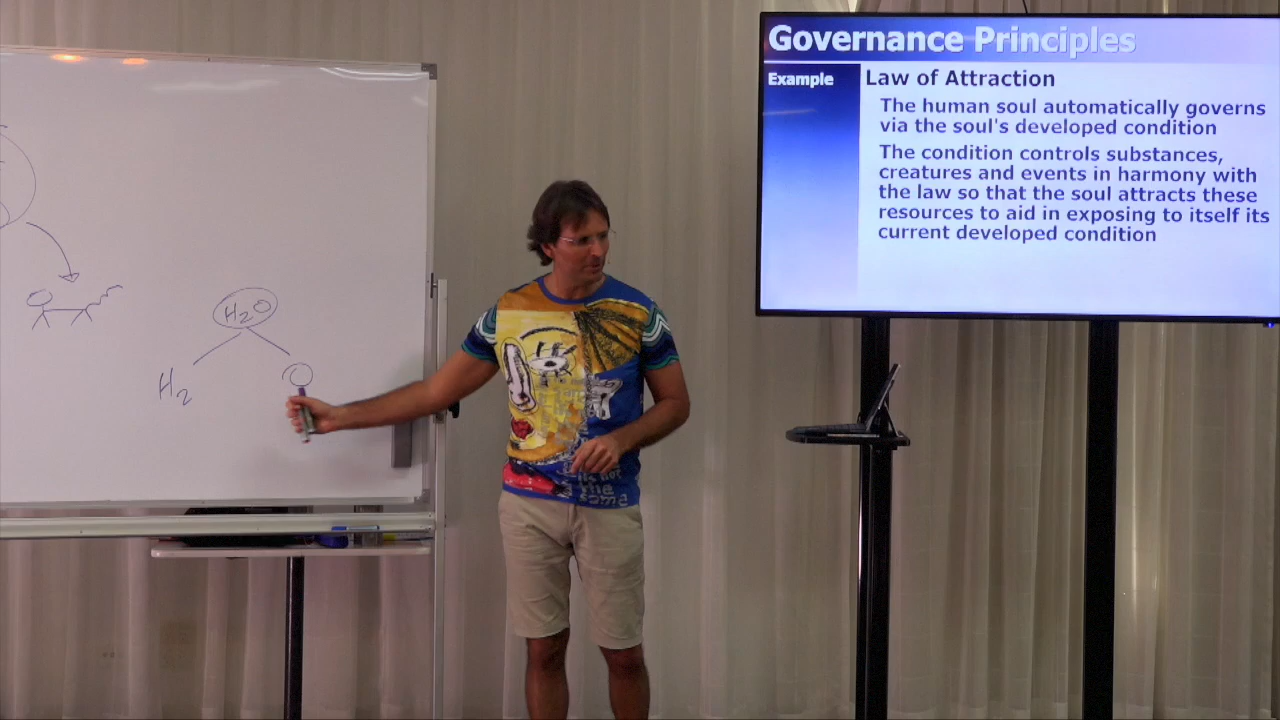 Governance Principles
Example
Law of Attraction
The human soul automatically governs
via the soul's developed condition
The condition controls substances,
creatures and events in harmony with
the law so that the soul attracts these
resources to aid in exposing to itself its
current developed condition
H2O
H2
O
the
same